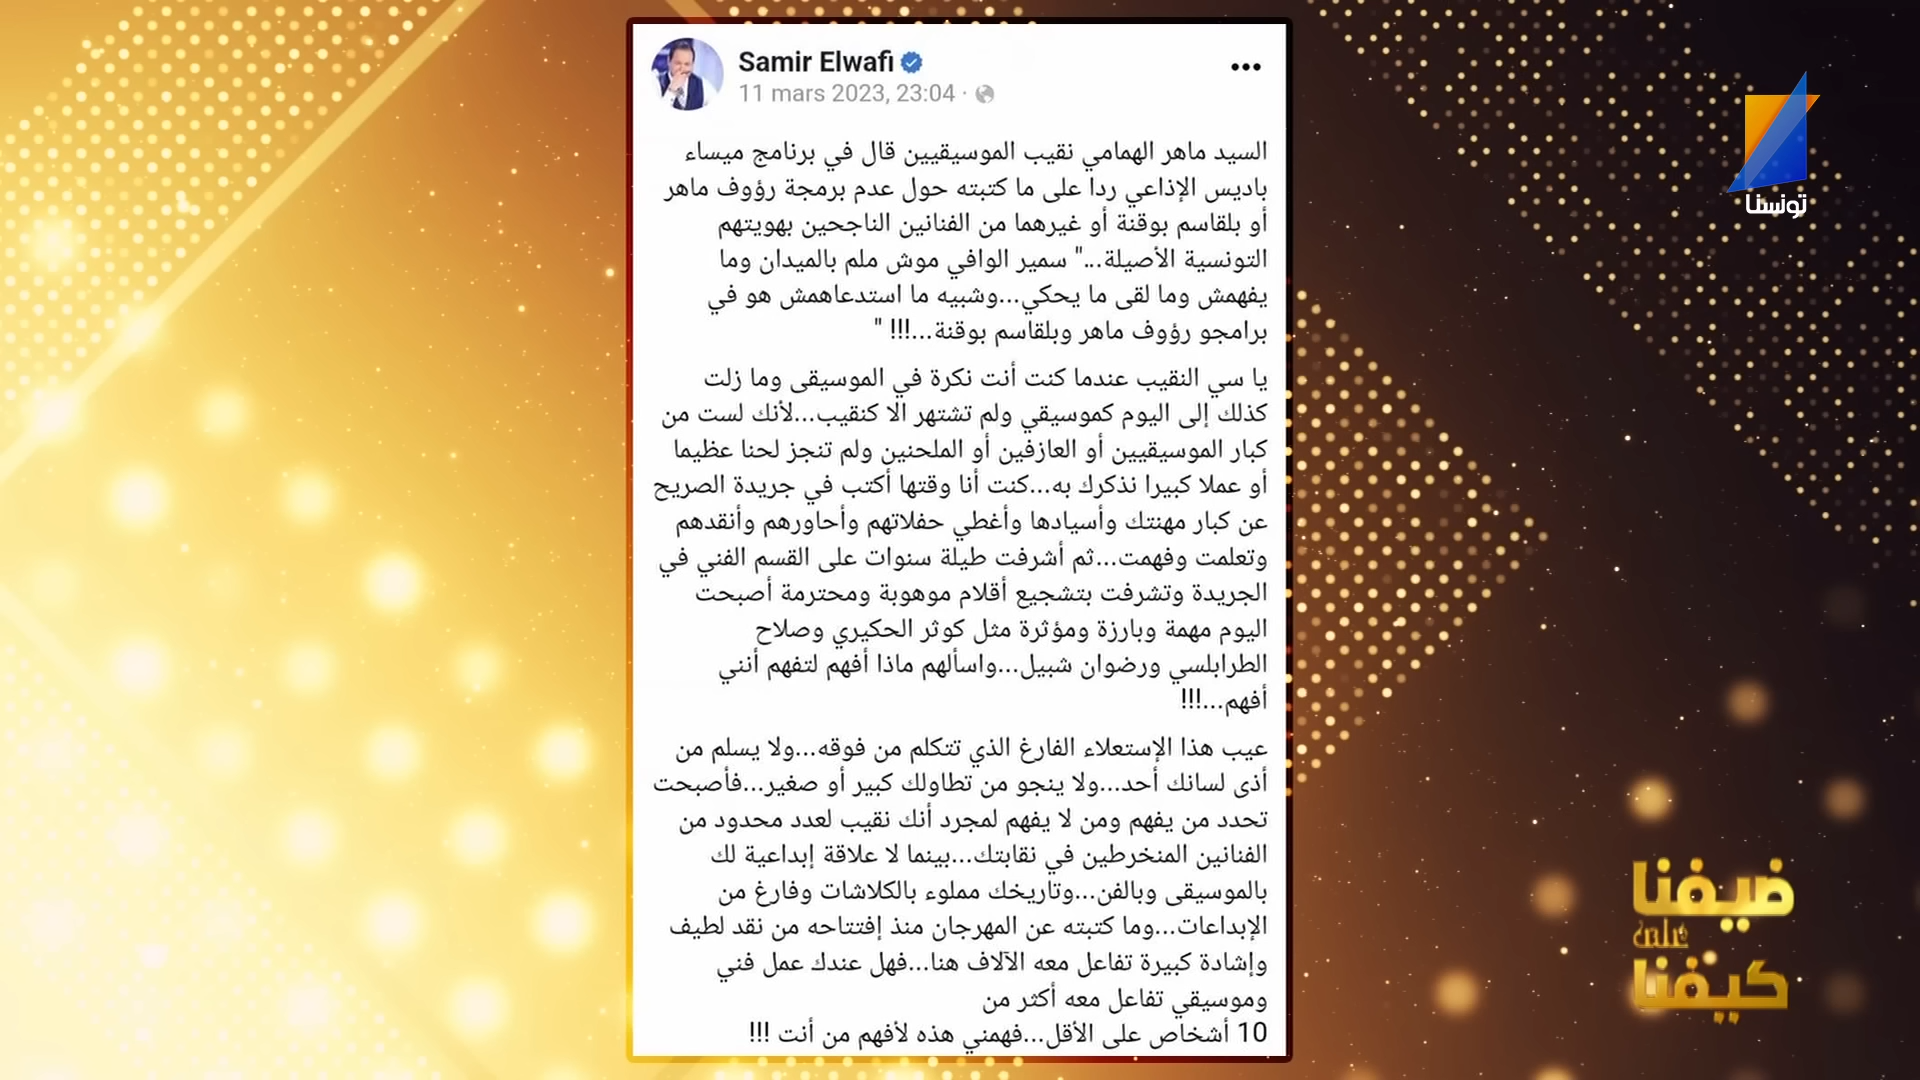 Samir Elwafi
11 mars 2023, 23:04 ·
السيد ماهر الهمامي نقيب الموسيقيين قال في برنامج ميساء
باديس الإذاعي ردا على ما كتبته حول عدم برمجة رؤوف ماهر
أو بلقاسم بوقنة أو غيرهما من الفنانين الناجحين بهويتهم
التونسية الأصيلة..." سمير الوافي موش ملم بالميدان وما
يفهمش وما لقى ما يحكي...وشبيه ما استدعاهمش هو في
برامجو رؤوف ماهر وبلقاسم بوقنة...!!! "
يا سي النقيب عندما كنت أنت نكرة في الموسيقى وما زلت
كذلك إلى اليوم كموسيقي ولم تشتهر الا كنقيب...لأنك لست من
كبار الموسيقيين أو العازفين أو الملحنين ولم تنجز لحنا عظيما
أو عملا كبيرا نذكرك به...كنت أنا وقتها أكتب في جريدة الصريح
عن كبار مهنتك وأسيادها وأغطي حفلاتهم وأحاورهم وأنقدهم
وتعلمت وفهمت...ثم أشرفت طيلة سنوات على القسم الفني في
الجريدة وتشرفت بتشجيع أقلام موهوبة ومحترمة أصبحت
اليوم مهمة وبارزة ومؤثرة مثل كوثر الحكيري وصلاح
الطرابلسي ورضوان شبيل...واسألهم ماذا أفهم لتفهم أنني
أفهم...!!!
عيب هذا الإستعلاء الفارغ الذي تتكلم من فوقه...ولا يسلم من
أذى لسانك أحد...ولا ينجو من تطاولك كبير أو صغير...فأصبحت
تحدد من يفهم ومن لا يفهم لمجرد أنك نقيب لعدد محدود من
الفنانين المنخرطين في نقابتك...بينما لا علاقة إبداعية لك
بالموسيقى وبالفن...وتاريخك مملوء بالكلاشات وفارغ من
الإبداعات...وما كتبته عن المهرجان منذ إفتتاحه من نقد لطيف
وإشادة كبيرة تفاعل معه الآلاف هنا...فهل عندك عمل فني
وموسيقي تفاعل معه أكثر من
10 أشخاص على الأقل...فهمني هذه لأفهم من أنت !!!
تونسنا
ضيفنا
على
كيفنا